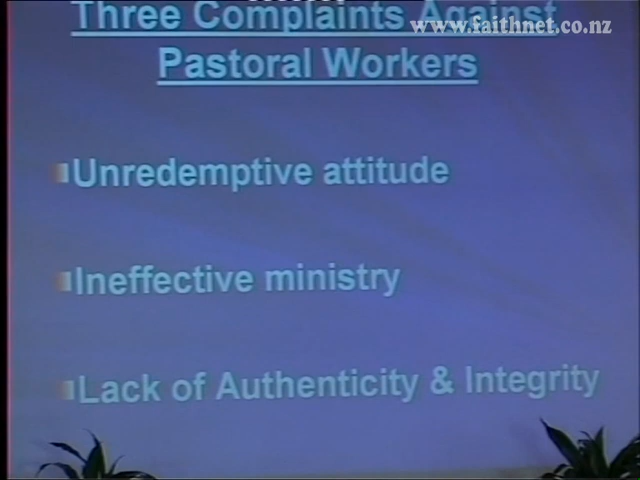 Three Complaints Against
www.faithnet.co.nz
Pastoral Workers
Unredemptive attitude
Ineffective ministry
Lack of Authenticity & Integrity